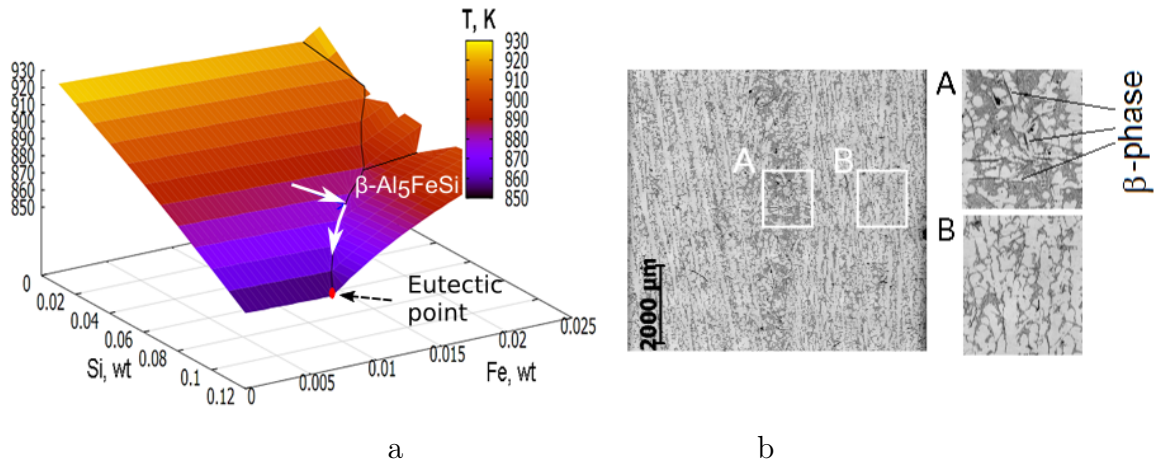 T, K
930
920
910
900
890
880
870
860
850
930
920
910
900
890
880
870
860
850
β-Al5FeSi
Eutectic
point
0
0.02
0.04
0.06
0.08
0.1
0.12
Si, wt
0
0.005
0.01
0.015
0.02
0.025
Fe, wt
a
A
B
2000 μm
A
B
β-phase
b